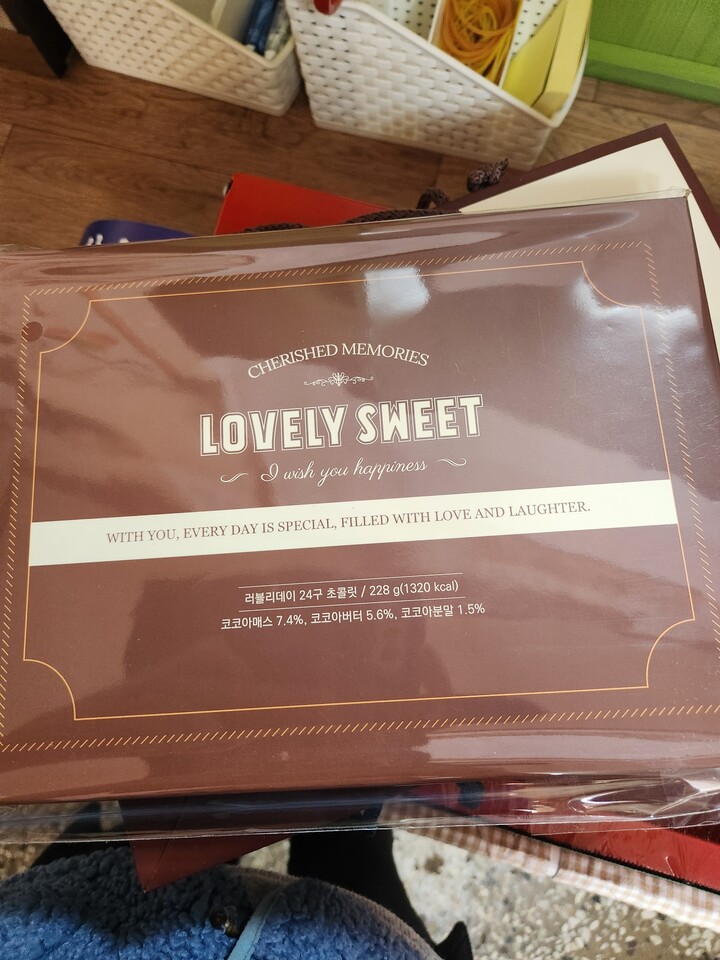 CHERISHED MEMORIES
LOVELY SWEET
I wish you happiness
WITH YOU, EVERY DAY IS SPECIAL, FILLED WITH LOVE AND LAUGHTER.
러블리데이 24구 초콜릿 / 228 g(1320 kcal)
코코아매스 7.4%, 코코아버터 5.6%, 코코아분말 1.5%